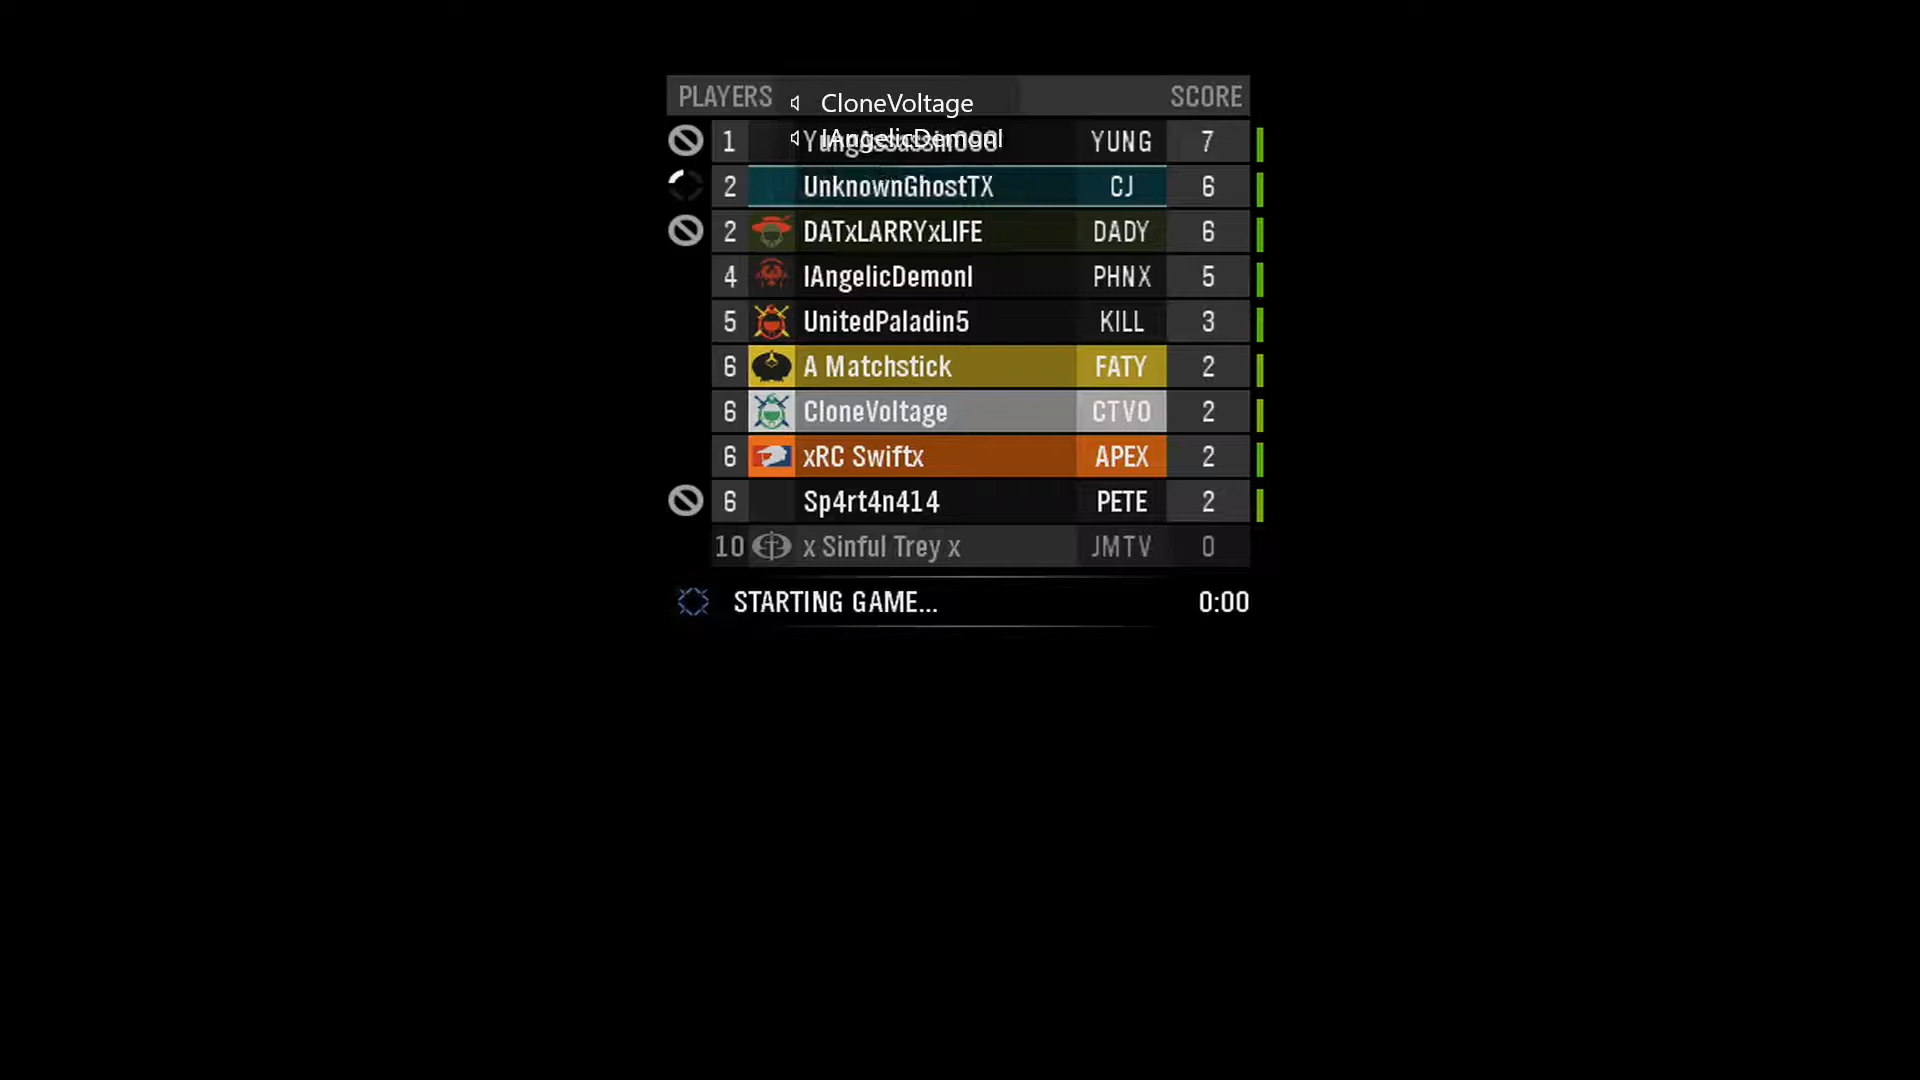 PLAYERS SCORE
CloneVoltage
IAngelicDemonI
1 YUNG 7
2 UnknownGhostTX CJ 6
2 DATxLARRYxLIFE DADY 6
4 IAngelicDemonI PHNX 5
5 UnitedPaladin5 KILL 3
6 A Matchstick FATY 2
6 CloneVoltage CTVO 2
6 xRC Swiftx APEX 2
6 Sp4rt4n414 PETE 2
10 x Sinful Trey x JMTV 0
STARTING GAME... 0:00